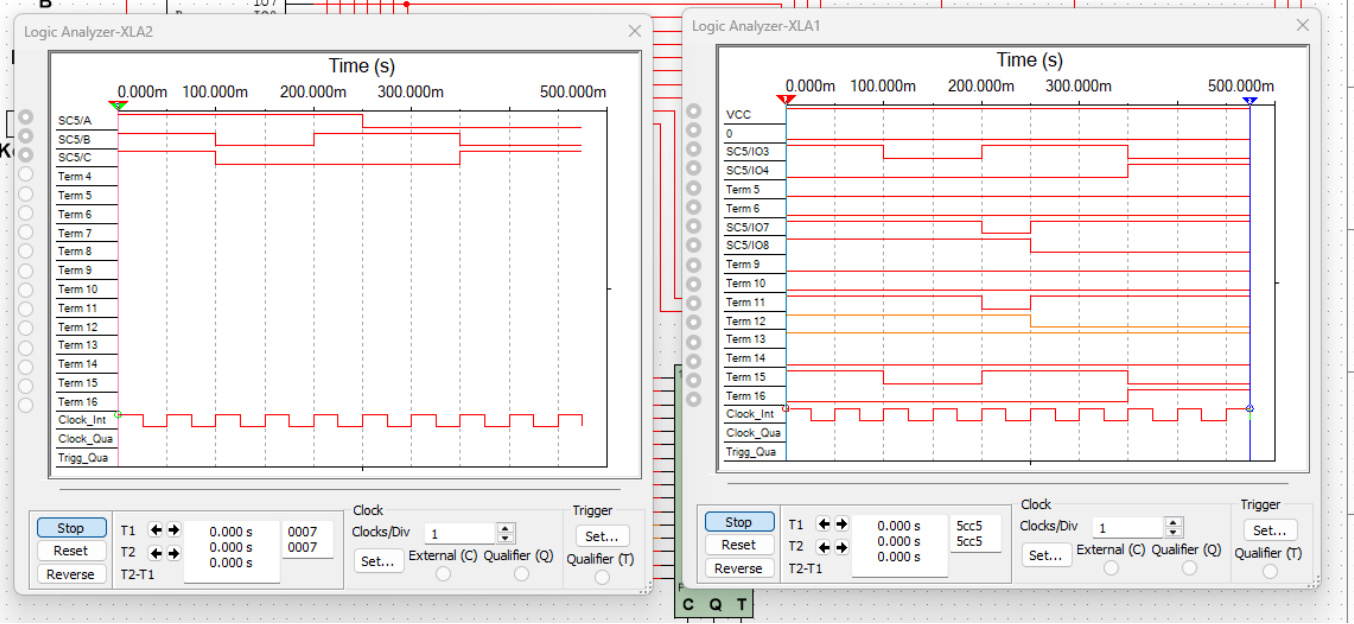 B
IO7
IO8
K
Logic Analyzer-XLA2
Time (s)
0.000m 100.000m 200.000m 300.000m 500.000m
SC5/A
SC5/B
SC5/C
Term 4
Term 5
Term 6
Term 7
Term 8
Term 9
Term 10
Term 11
Term 12
Term 13
Term 14
Term 15
Term 16
Clock_Int
Clock_Qua
Trigg_Qua
Stop
Reset
Reverse
T1
T2
T2-T1
0.000 s
0.000 s
0.000 s
0007
0007
Clock
Clocks/Div 1
Set...
External (C) Qualifier (Q)
Trigger
Set...
Qualifier (T)
Logic Analyzer-XLA1
Time (s)
0.000m 100.000m 200.000m 300.000m 500.000m
VCC
0
SC5/IO3
SC5/IO4
Term 5
Term 6
SC5/IO7
SC5/IO8
Term 9
Term 10
Term 11
Term 12
Term 13
Term 14
Term 15
Term 16
Clock_Int
Clock_Qua
Trigg_Qua
Stop
Reset
Reverse
T1
T2
T2-T1
0.000 s
0.000 s
0.000 s
5cc5
5cc5
Clock
Clocks/Div 1
Set...
External (C) Qualifier (Q)
Trigger
Set...
Qualifier (T)
C Q T